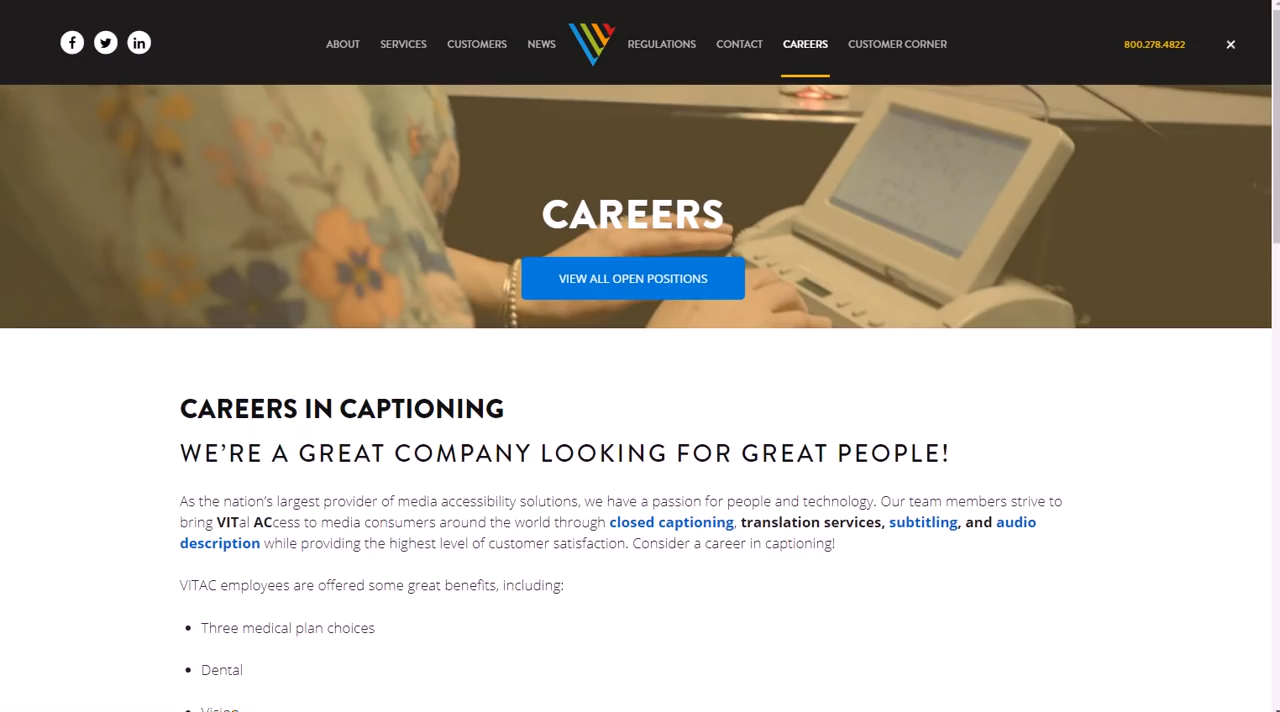 ABOUT SERVICES CUSTOMERS NEWS REGULATIONS CONTACT CAREERS CUSTOMER CORNER 800.278.4822
CAREERS
VIEW ALL OPEN POSITIONS
CAREERS IN CAPTIONING
WE’RE A GREAT COMPANY LOOKING FOR GREAT PEOPLE!
As the nation’s largest provider of media accessibility solutions, we have a passion for people and technology. Our team members strive to
bring VITal ACcess to media consumers around the world through closed captioning, translation services, subtitling, and audio
description while providing the highest level of customer satisfaction. Consider a career in captioning!
VITAC employees are offered some great benefits, including:
• Three medical plan choices
• Dental
• Vision